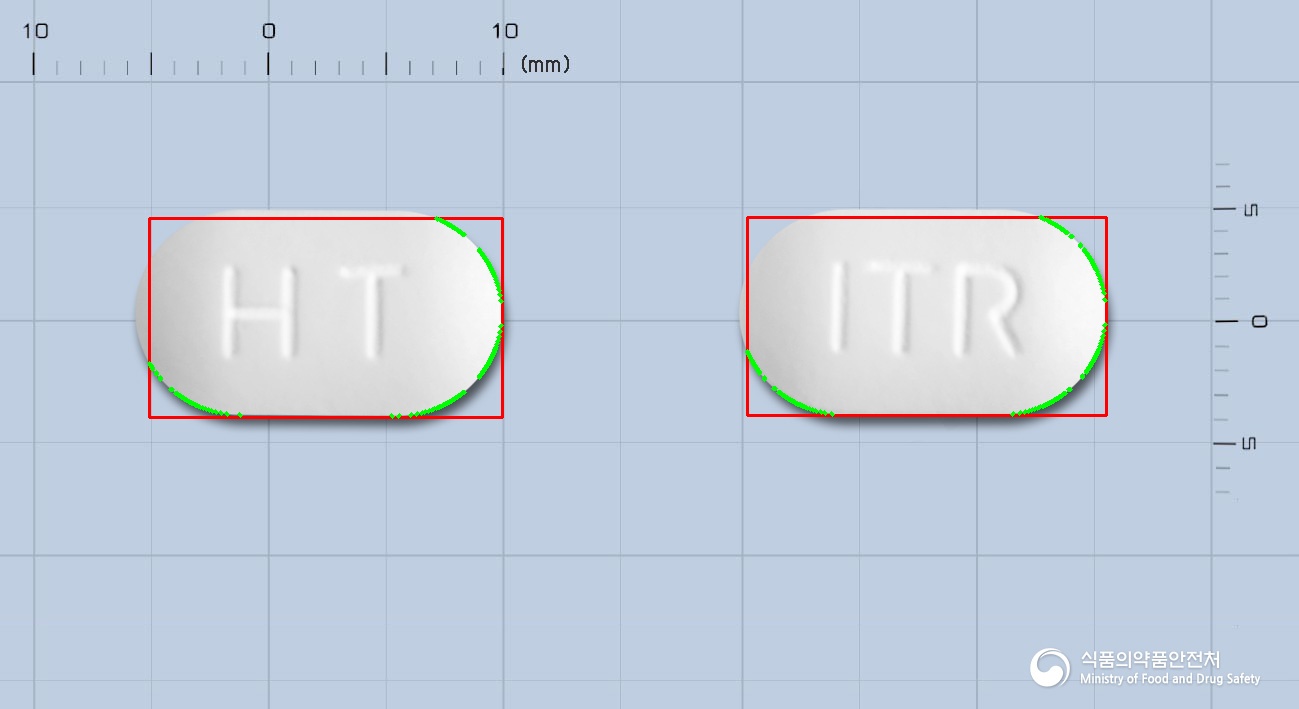 10 0 10
(mm)
HT
ITR
5
0
5
식품의약품안전처
Ministry of Food and Drug Safety